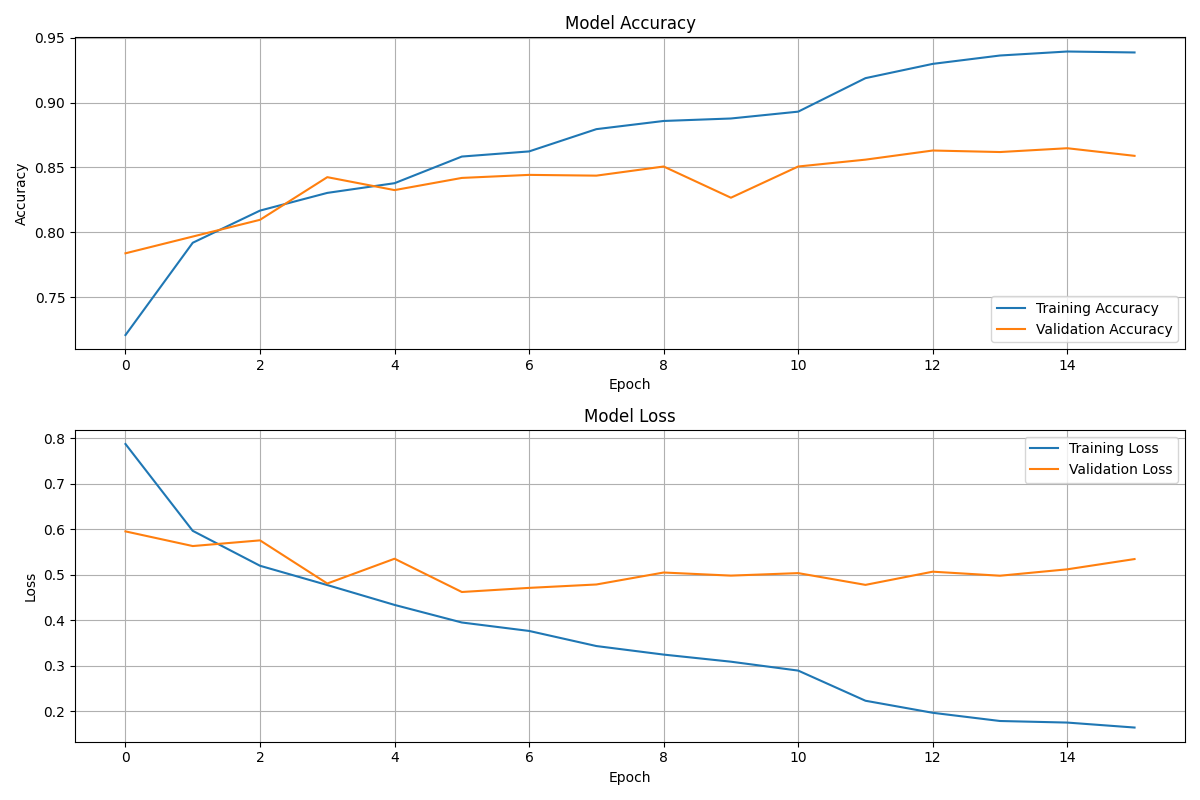 Model Accuracy
0.95
0.90
0.85
0.80
0.75
Accuracy
Training Accuracy
Validation Accuracy
0 2 4 6 8 10 12 14
Epoch
Model Loss
0.8
0.7
0.6
0.5
0.4
0.3
0.2
Loss
Training Loss
Validation Loss
0 2 4 6 8 10 12 14
Epoch